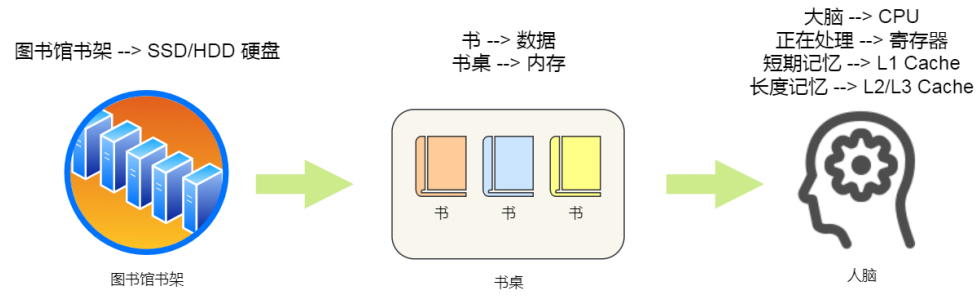 图书馆书架 --> SSD/HDD 硬盘
书 --> 数据
书桌 --> 内存
大脑 --> CPU
正在处理 --> 寄存器
短期记忆 --> L1 Cache
长度记忆 --> L2/L3 Cache
书
书
书
图书馆书架
书桌
人脑